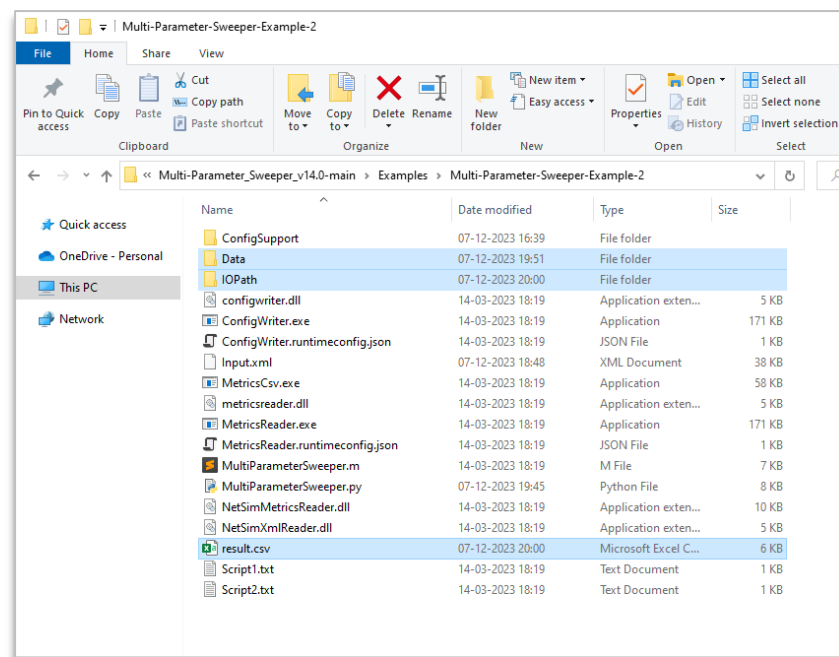 Multi-Parameter-Sweeper-Example-2
File Home Share View
Pin to Quick access
Copy
Paste
Cut
Copy path
Paste shortcut
Clipboard
Move to
Copy to
Delete
Rename
Organize
New folder
New item
Easy access
New
Properties
Open
Edit
History
Open
Select all
Select none
Invert selection
Select
« Multi-Parameter_Sweeper_v14.0-main › Examples › Multi-Parameter-Sweeper-Example-2
Quick access
OneDrive - Personal
This PC
Network
Name Date modified Type Size
ConfigSupport 07-12-2023 16:39 File folder
Data 07-12-2023 19:51 File folder
IOPath 07-12-2023 20:00 File folder
configwriter.dll 14-03-2023 18:19 Application exten... 5 KB
ConfigWriter.exe 14-03-2023 18:19 Application 171 KB
ConfigWriter.runtimeconfig.json 14-03-2023 18:19 JSON File 1 KB
Input.xml 07-12-2023 18:48 XML Document 38 KB
MetricsCsv.exe 14-03-2023 18:19 Application 58 KB
metricsreader.dll 14-03-2023 18:19 Application exten... 5 KB
MetricsReader.exe 14-03-2023 18:19 Application 171 KB
MetricsReader.runtimeconfig.json 14-03-2023 18:19 JSON File 1 KB
MultiParameterSweeper.m 14-03-2023 18:19 M File 7 KB
MultiParameterSweeper.py 07-12-2023 19:45 Python File 8 KB
NetSimMetricsReader.dll 14-03-2023 18:19 Application exten... 10 KB
NetSimXmlReader.dll 14-03-2023 18:19 Application exten... 5 KB
result.csv 07-12-2023 20:00 Microsoft Excel C... 6 KB
Script1.txt 14-03-2023 18:19 Text Document 1 KB
Script2.txt 14-03-2023 18:19 Text Document 1 KB